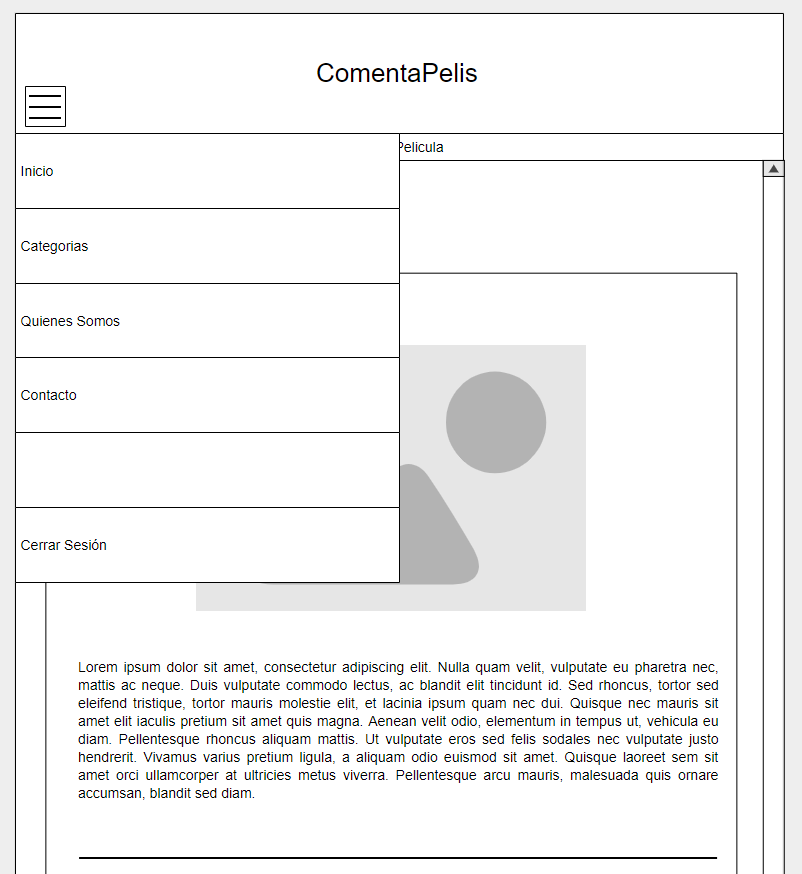 ComentaPelis
Pelicula
Inicio
Categorias
Quienes Somos
Contacto
Cerrar Sesión
Lorem ipsum dolor sit amet, consectetur adipiscing elit. Nulla quam velit, vulputate eu pharetra nec,
mattis ac neque. Duis vulputate commodo lectus, ac blandit elit tincidunt id. Sed rhoncus, tortor sed
eleifend tristique, tortor mauris molestie elit, et lacinia ipsum quam nec dui. Quisque nec mauris sit
amet elit iaculis pretium sit amet quis magna. Aenean velit odio, elementum in tempus ut, vehicula eu
diam. Pellentesque rhoncus aliquam mattis. Ut vulputate eros sed felis sodales nec vulputate justo
hendrerit. Vivamus varius pretium ligula, a aliquam odio euismod sit amet. Quisque laoreet sem sit
amet orci ullamcorper at ultricies metus viverra. Pellentesque arcu mauris, malesuada quis ornare
accumsan, blandit sed diam.